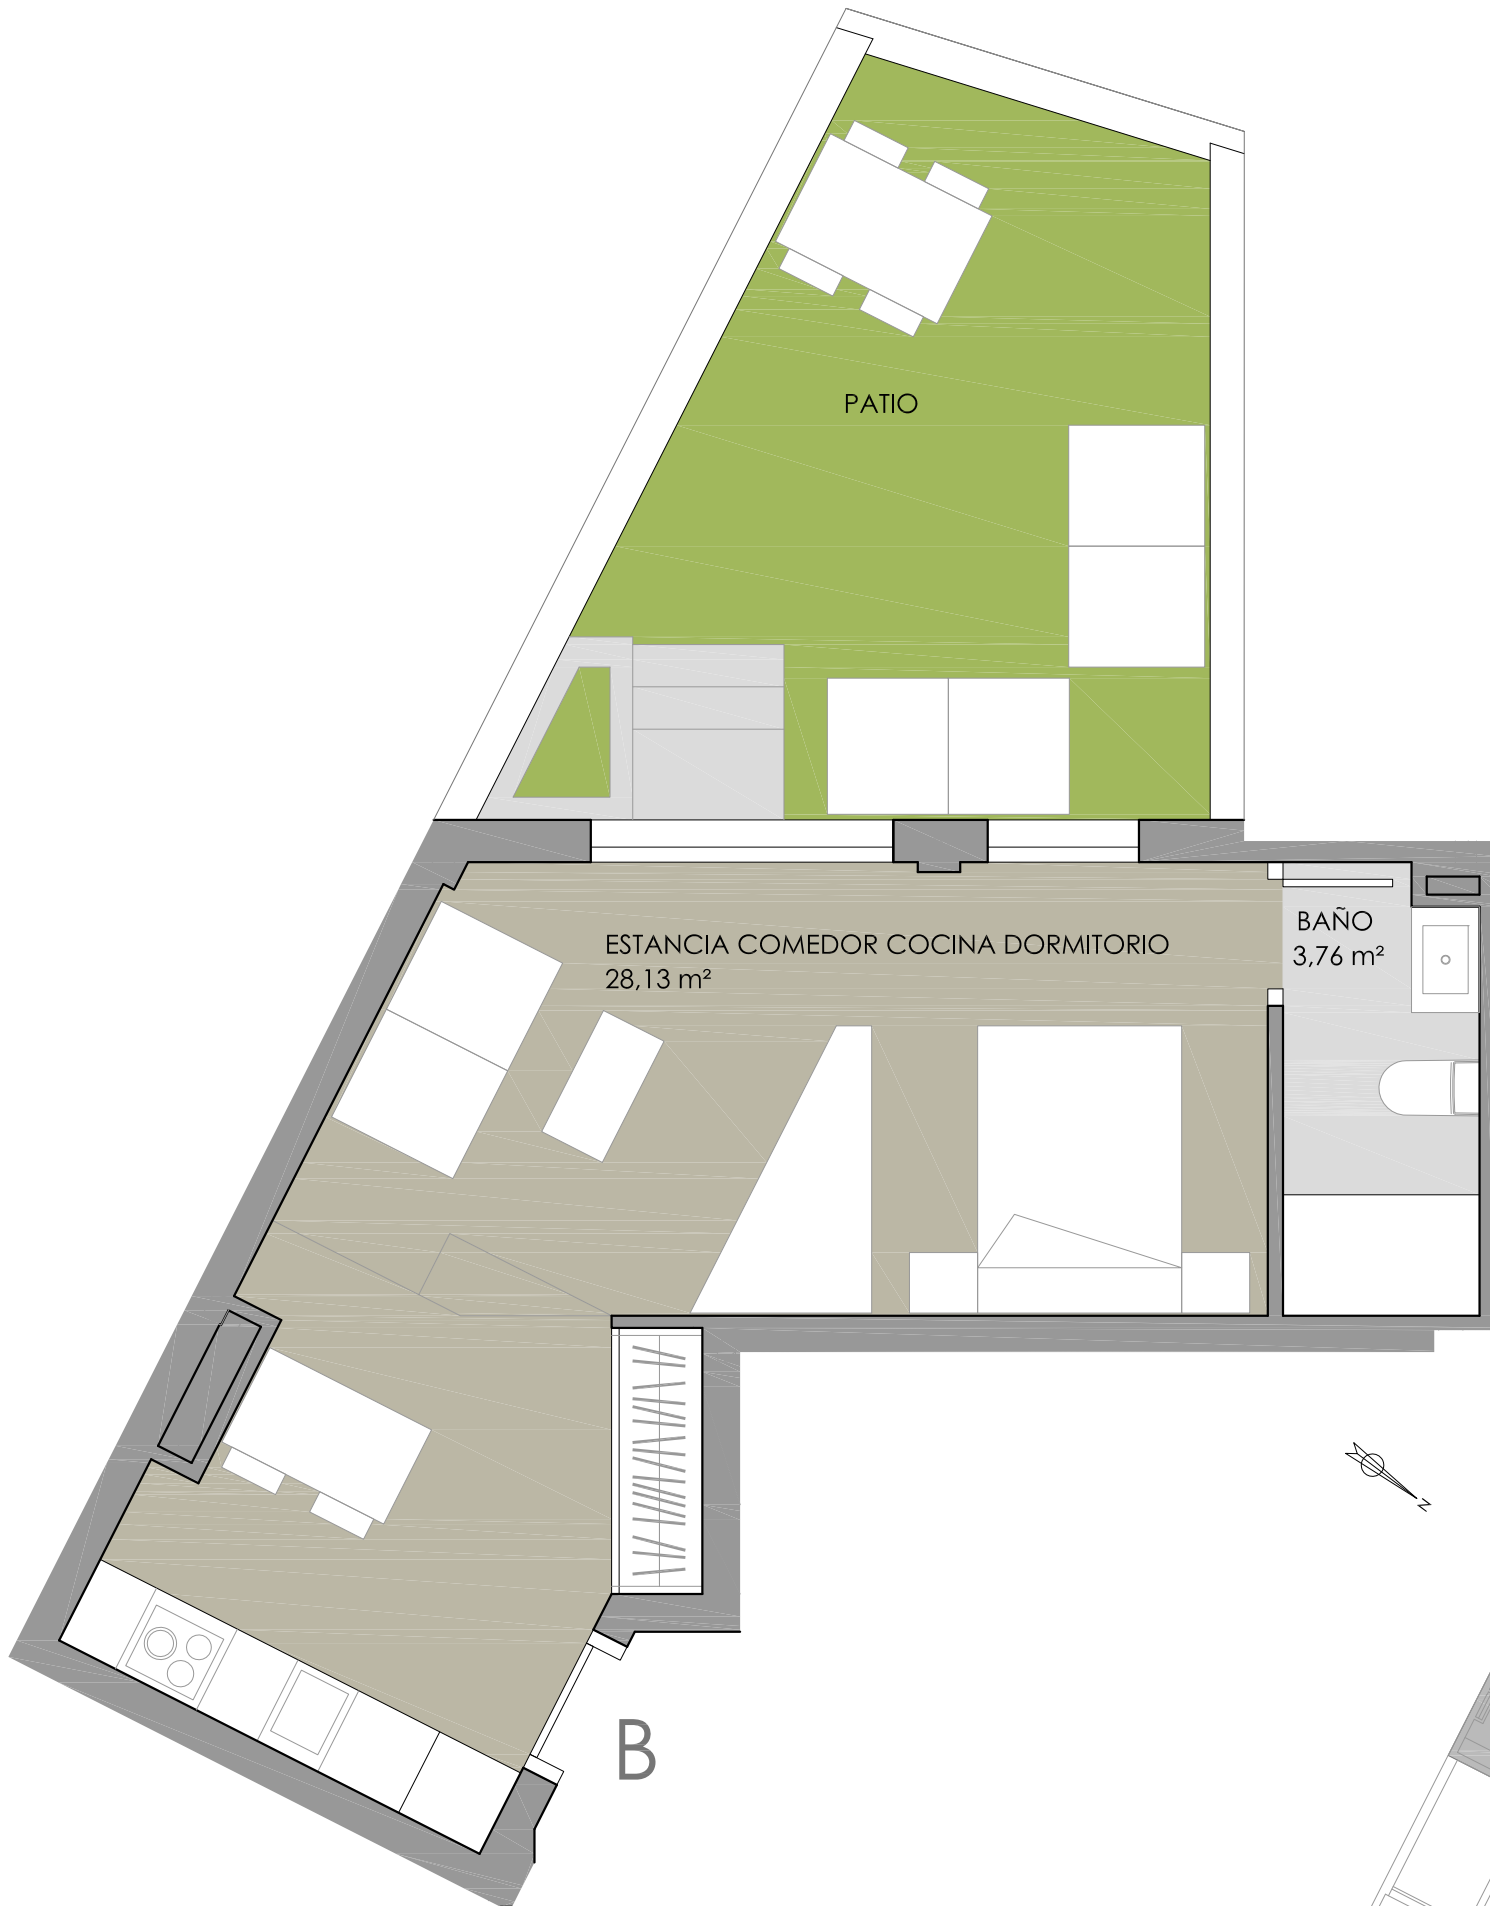 PATIO
ESTANCIA COMEDOR COCINA DORMITORIO
28,13 m²
BAÑO
3,76 m²
N
B